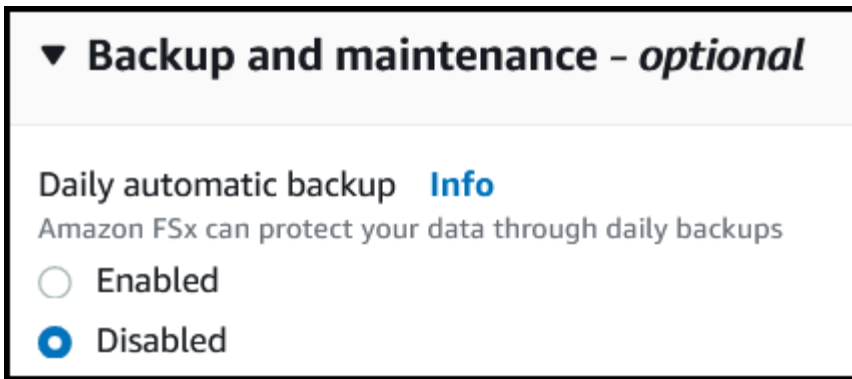 Backup and maintenance - optional
Daily automatic backup Info
Amazon FSx can protect your data through daily backups
Enabled
Disabled